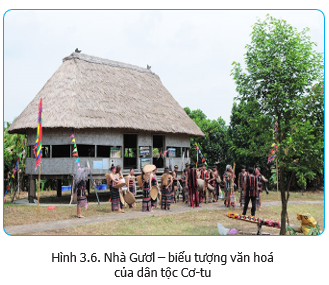 Hình 3.6. Nhà Gươl – biểu tượng văn hoá
của dân tộc Cơ-tu